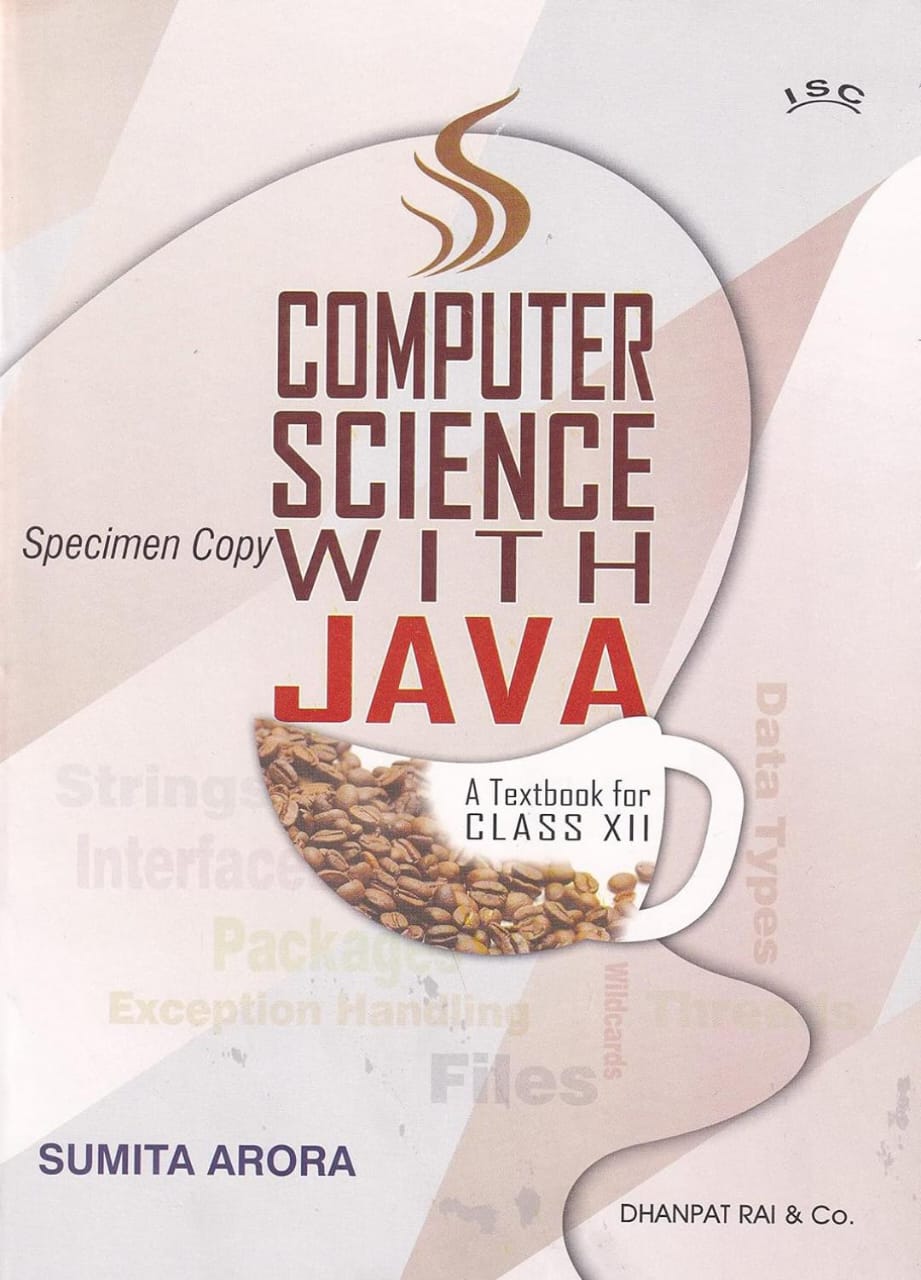 ISC
COMPUTER
SCIENCE
Specimen Copy
WITH
JAVA
A Textbook for
CLASS XII
Data Types
Strings
Interface
Packages
Exception Handling
Wildcards
Threads
Files
SUMITA ARORA
DHANPAT RAI & Co.